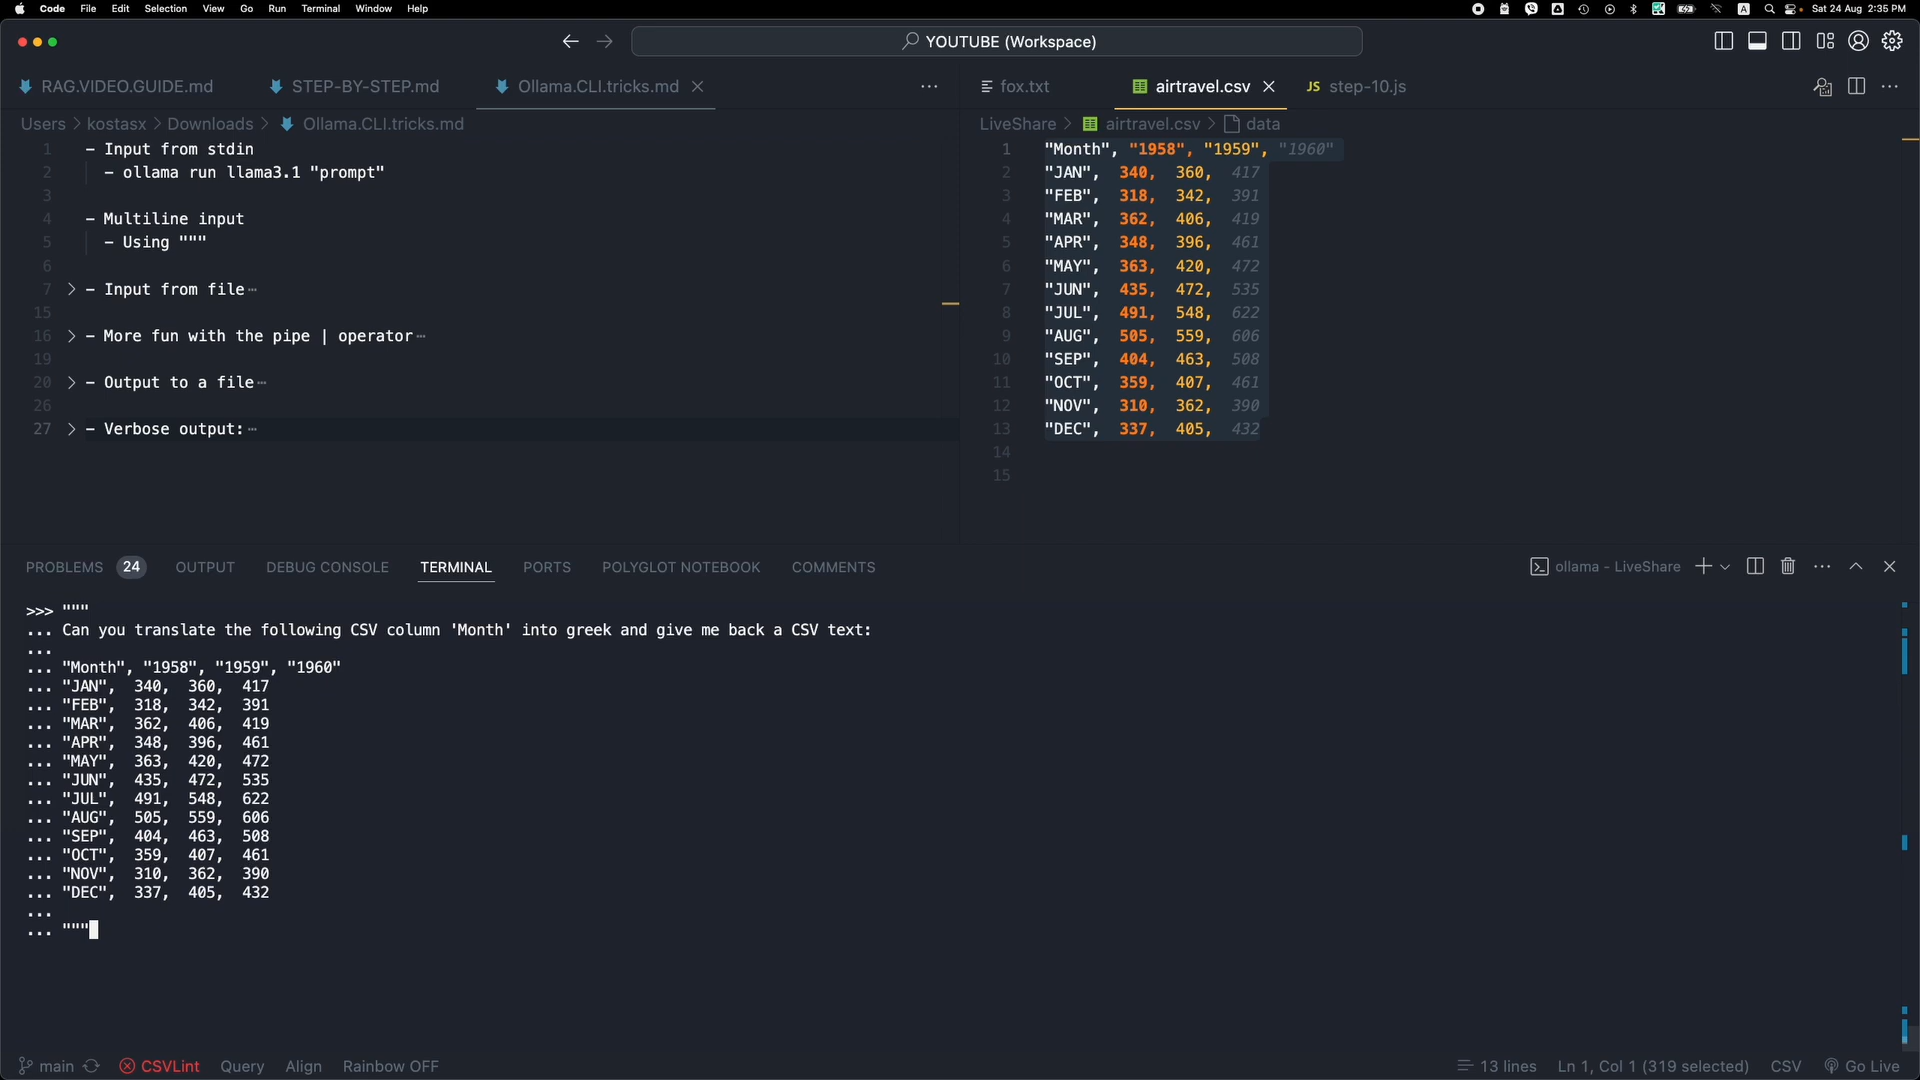 Code File Edit Selection View Go Run Terminal Window Help
Sat 24 Aug 2:35 PM
YOUTUBE (Workspace)
RAG.VIDEO.GUIDE.md STEP-BY-STEP.md Ollama.CLI.tricks.md
Users > kostasx > Downloads > Ollama.CLI.tricks.md
1 - Input from stdin
2 - ollama run llama3.1 "prompt"
3
4 - Multiline input
5 - Using """
6
7 > - Input from file…
15
16 > - More fun with the pipe | operator…
19
20 > - Output to a file…
26
27 > - Verbose output:…
fox.txt airtravel.csv JS step-10.js
LiveShare > airtravel.csv > data
1 "Month", "1958", "1959", "1960"
2 "JAN", 340, 360, 417
3 "FEB", 318, 342, 391
4 "MAR", 362, 406, 419
5 "APR", 348, 396, 461
6 "MAY", 363, 420, 472
7 "JUN", 435, 472, 535
8 "JUL", 491, 548, 622
9 "AUG", 505, 559, 606
10 "SEP", 404, 463, 508
11 "OCT", 359, 407, 461
12 "NOV", 310, 362, 390
13 "DEC", 337, 405, 432
14
15
PROBLEMS 24 OUTPUT DEBUG CONSOLE TERMINAL PORTS POLYGLOT NOTEBOOK COMMENTS
ollama - LiveShare
>>> """
... Can you translate the following CSV column 'Month' into greek and give me back a CSV text:
...
... "Month", "1958", "1959", "1960"
... "JAN", 340, 360, 417
... "FEB", 318, 342, 391
... "MAR", 362, 406, 419
... "APR", 348, 396, 461
... "MAY", 363, 420, 472
... "JUN", 435, 472, 535
... "JUL", 491, 548, 622
... "AUG", 505, 559, 606
... "SEP", 404, 463, 508
... "OCT", 359, 407, 461
... "NOV", 310, 362, 390
... "DEC", 337, 405, 432
...
... """
main CSVLint Query Align Rainbow OFF
13 lines Ln 1, Col 1 (319 selected) CSV Go Live